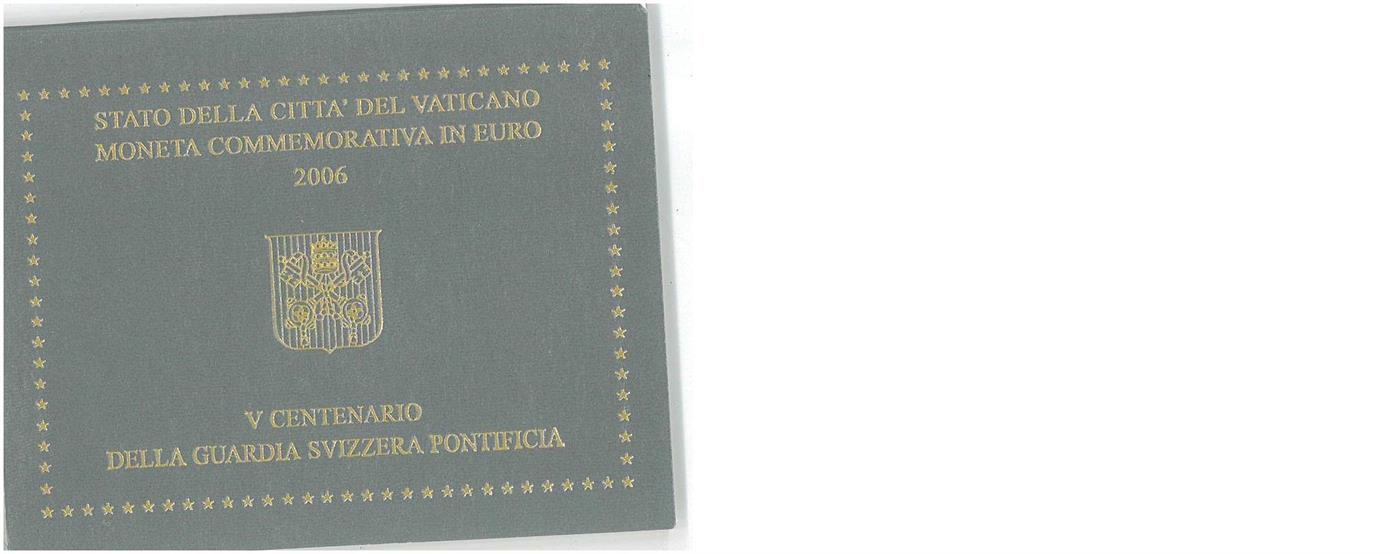 STATO DELLA CITTA' DEL VATICANO
MONETA COMMEMORATIVA IN EURO
2006
V CENTENARIO
DELLA GUARDIA SVIZZERA PONTIFICIA